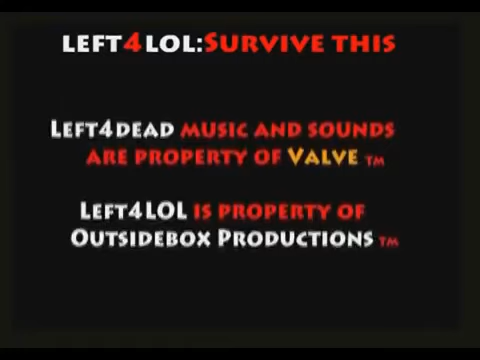 LEFT4LOL:SURVIVE THIS
LEFT4DEAD MUSIC AND SOUNDS
ARE PROPERTY OF VALVE TM
LEFT4LOL IS PROPERTY OF
OUTSIDEBOX PRODUCTIONS TM